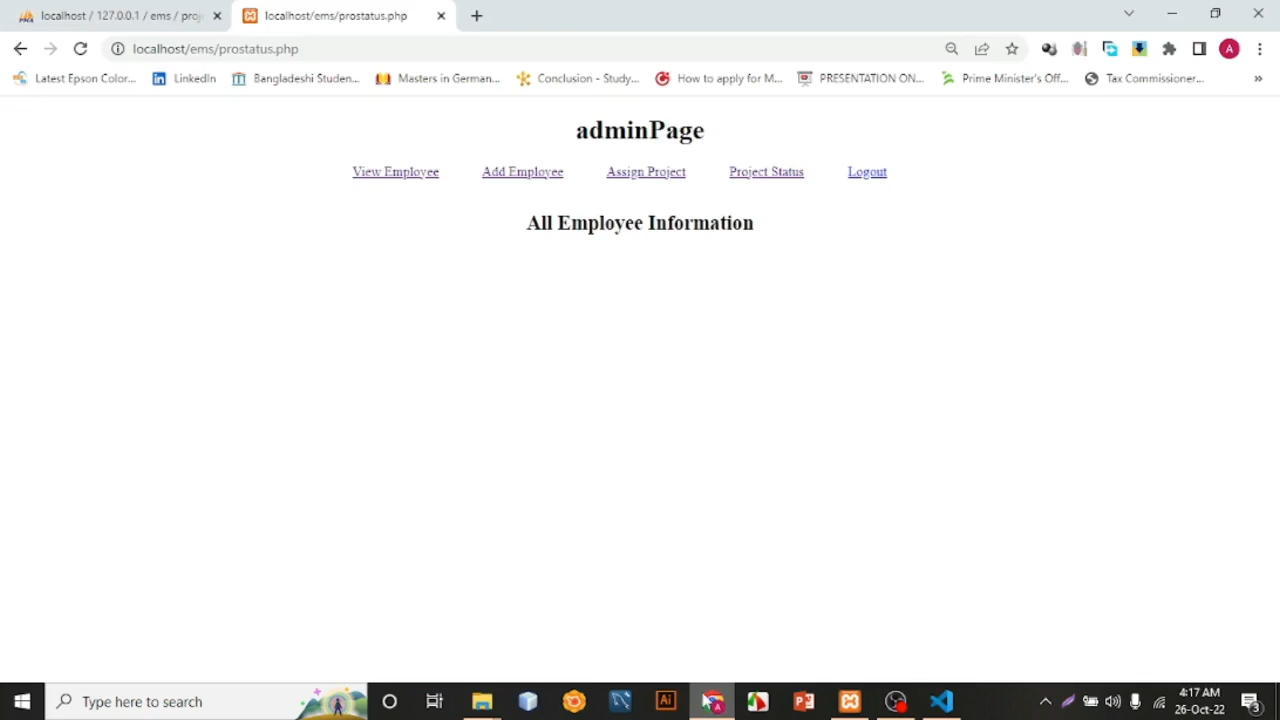 localhost / 127.0.0.1 / ems / proj
localhost/ems/prostatus.php
localhost/ems/prostatus.php
A
Latest Epson Color...
LinkedIn
Bangladeshi Studen...
Masters in German...
Conclusion - Study...
How to apply for M...
PRESENTATION ON...
Prime Minister's Off...
Tax Commissioner...
adminPage
View Employee Add Employee Assign Project Project Status Logout
All Employee Information
Type here to search
4:17 AM
26-Oct-22
3